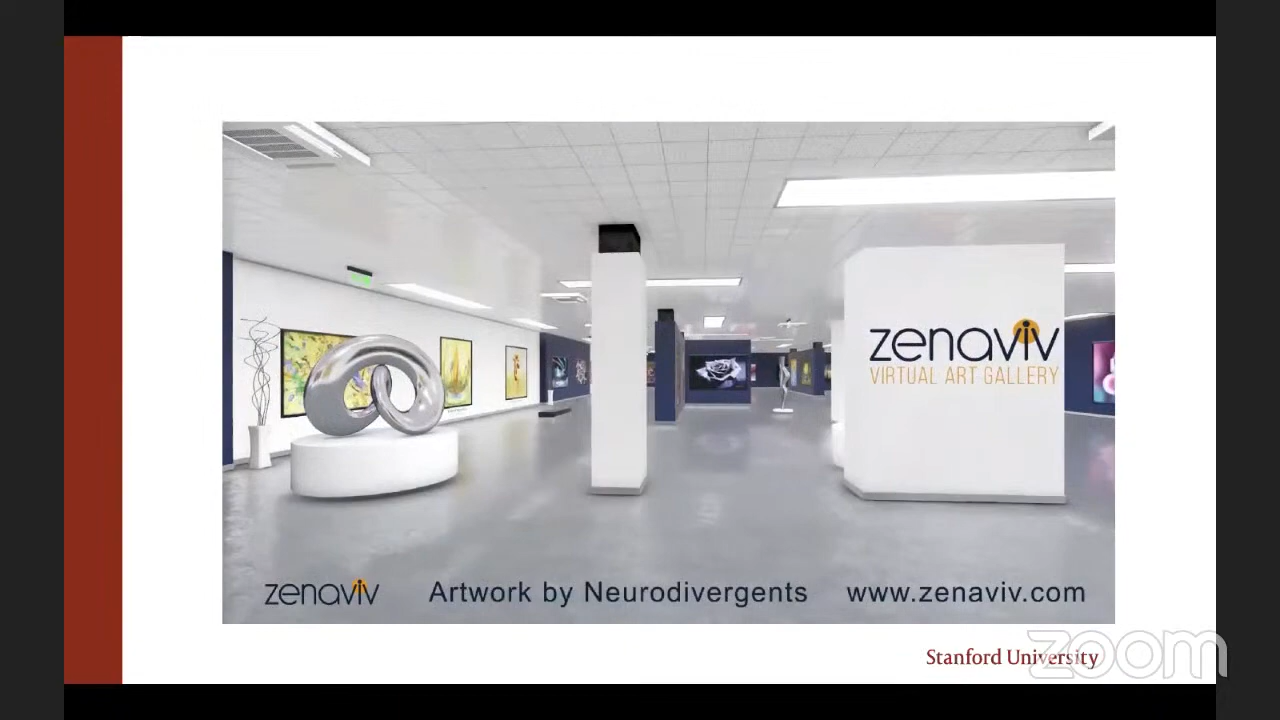 zenaviv
VIRTUAL ART GALLERY
zenaviv Artwork by Neurodivergents www.zenaviv.com
Stanford University
zoom